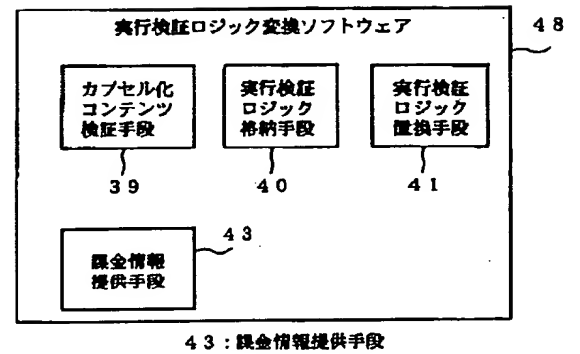 実行検証ロジック変換ソフトウェア
48
カプセル化
コンテンツ
検証手段
39
実行検証
ロジック
格納手段
40
実行検証
ロジック
置換手段
41
課金情報
提供手段
43
43:課金情報提供手段